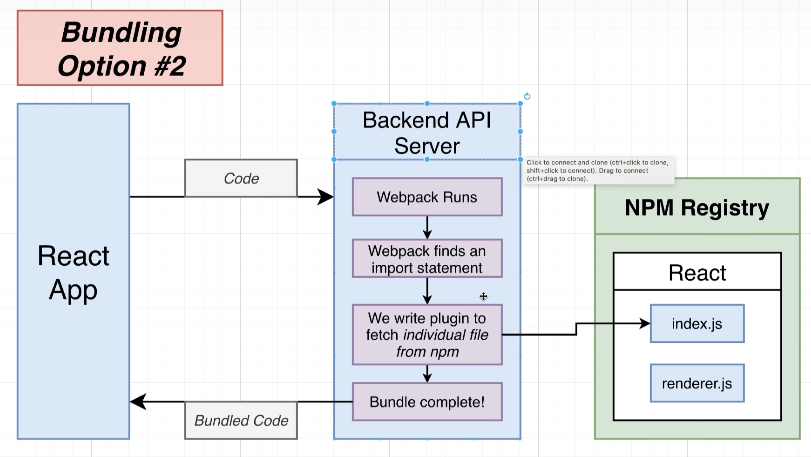 Bundling
Option #2
React
App
Code
Bundled Code
Backend API
Server
Webpack Runs
Webpack finds an
import statement
We write plugin to
fetch individual file
from npm
Bundle complete!
Click to connect and clone (ctrl+click to clone,
shift+click to connect). Drag to connect
(ctrl+drag to clone).
NPM Registry
React
index.js
renderer.js